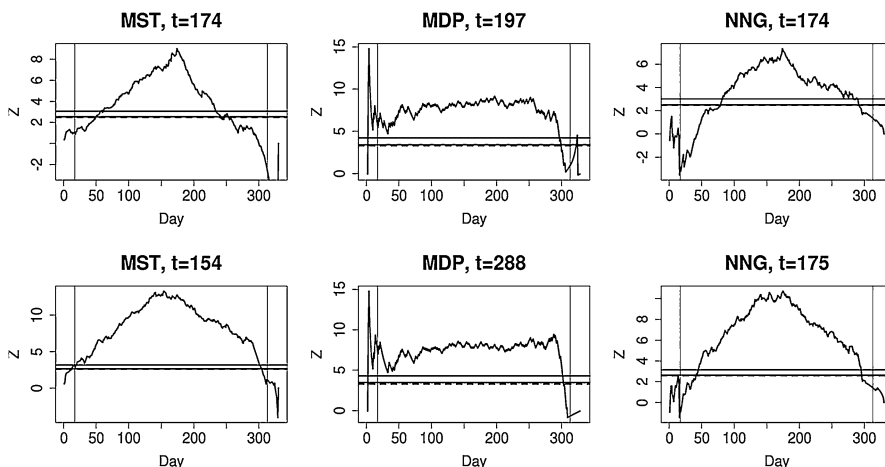 MST, t=174
MDP, t=197
NNG, t=174
Z
-2 2 4 6 8
0 50 100 200 300
Day
Z
0 5 10 15
0 50 100 200 300
Day
Z
-2 0 2 4 6
0 50 100 200 300
Day
MST, t=154
MDP, t=288
NNG, t=175
Z
0 5 10
0 50 100 200 300
Day
Z
0 5 10 15
0 50 100 200 300
Day
Z
0 2 4 6 8
0 50 100 200 300
Day